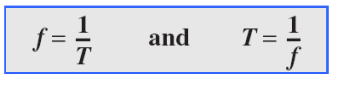 f = 1/T and T = 1/f